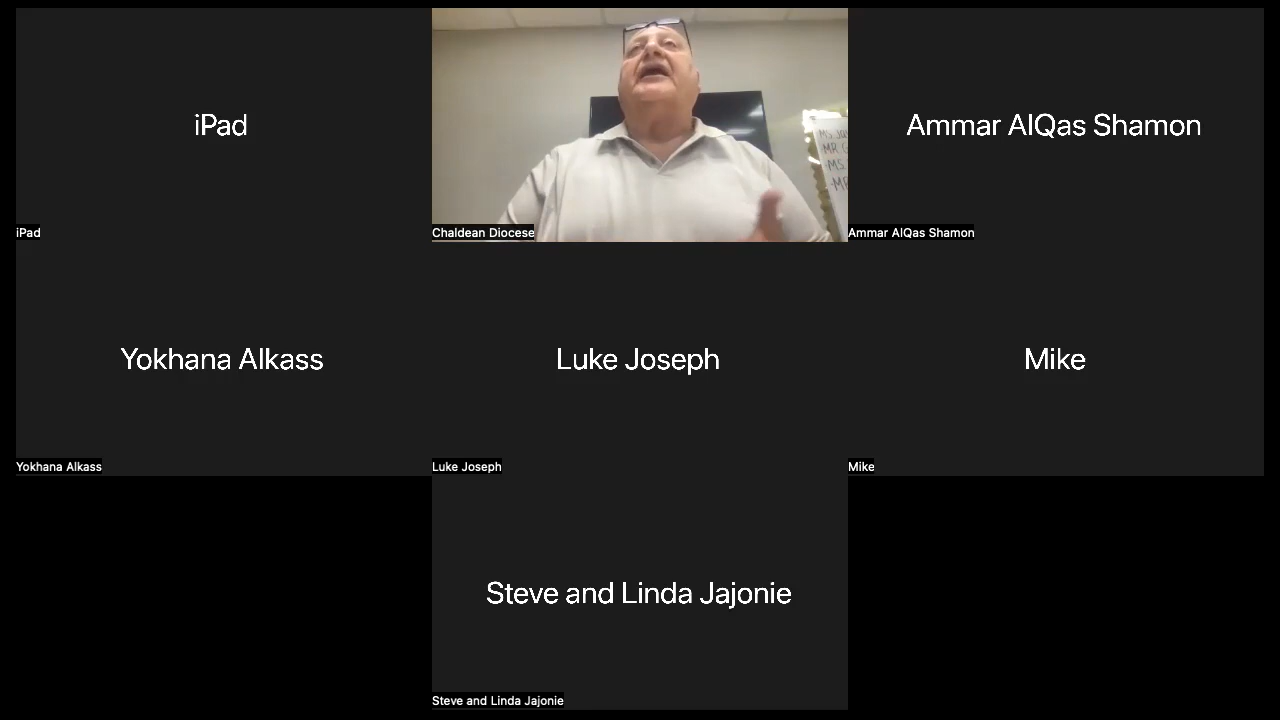 iPad
Ammar AlQas Shamon
MR
iPad
Chaldean Diocese
Ammar AlQas Shamon
Yokhana Alkass
Luke Joseph
Mike
Yokhana Alkass
Luke Joseph
Mike
Steve and Linda Jajonie
Steve and Linda Jajonie